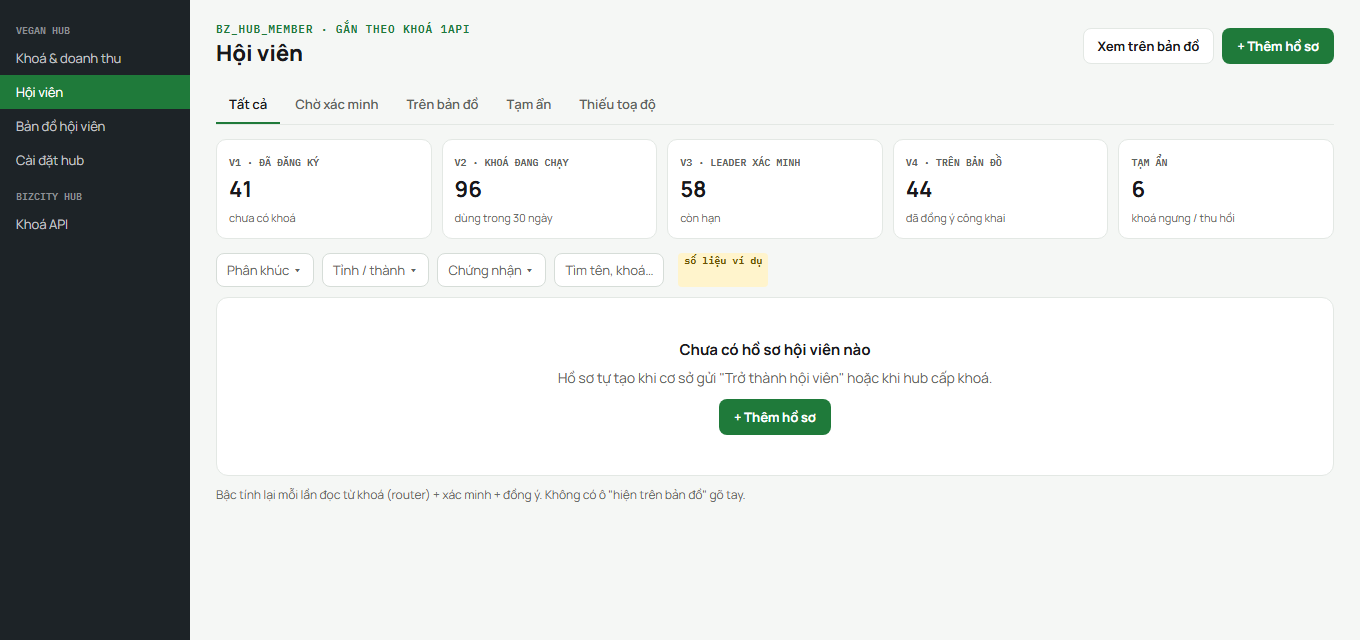 VEGAN HUB
Khoá & doanh thu
Hội viên
Bản đồ hội viên
Cài đặt hub
BIZCITY HUB
Khoá API
BZ_HUB_MEMBER · GẮN THEO KHOÁ 1API
Hội viên
Xem trên bản đồ
+ Thêm hồ sơ
Tất cả
Chờ xác minh
Trên bản đồ
Tạm ẩn
Thiếu toạ độ
V1 · ĐÃ ĐĂNG KÝ
41
chưa có khoá
V2 · KHOÁ ĐANG CHẠY
96
dùng trong 30 ngày
V3 · LEADER XÁC MINH
58
còn hạn
V4 · TRÊN BẢN ĐỒ
44
đã đồng ý công khai
TẠM ẨN
6
khoá ngưng / thu hồi
Phân khúc ▾
Tỉnh / thành ▾
Chứng nhận ▾
Tìm tên, khoá...
số liệu ví dụ
Chưa có hồ sơ hội viên nào
Hồ sơ tự tạo khi cơ sở gửi "Trở thành hội viên" hoặc khi hub cấp khoá.
+ Thêm hồ sơ
Bậc tính lại mỗi lần đọc từ khoá (router) + xác minh + đồng ý. Không có ô "hiện trên bản đồ" gõ tay.